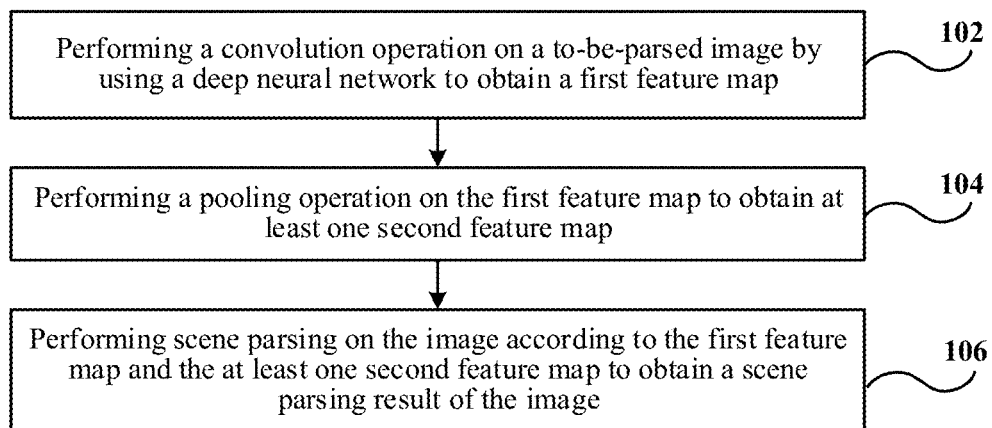 Performing a convolution operation on a to-be-parsed image by
using a deep neural network to obtain a first feature map
102
Performing a pooling operation on the first feature map to obtain at
least one second feature map
104
Performing scene parsing on the image according to the first feature
map and the at least one second feature map to obtain a scene
parsing result of the image
106